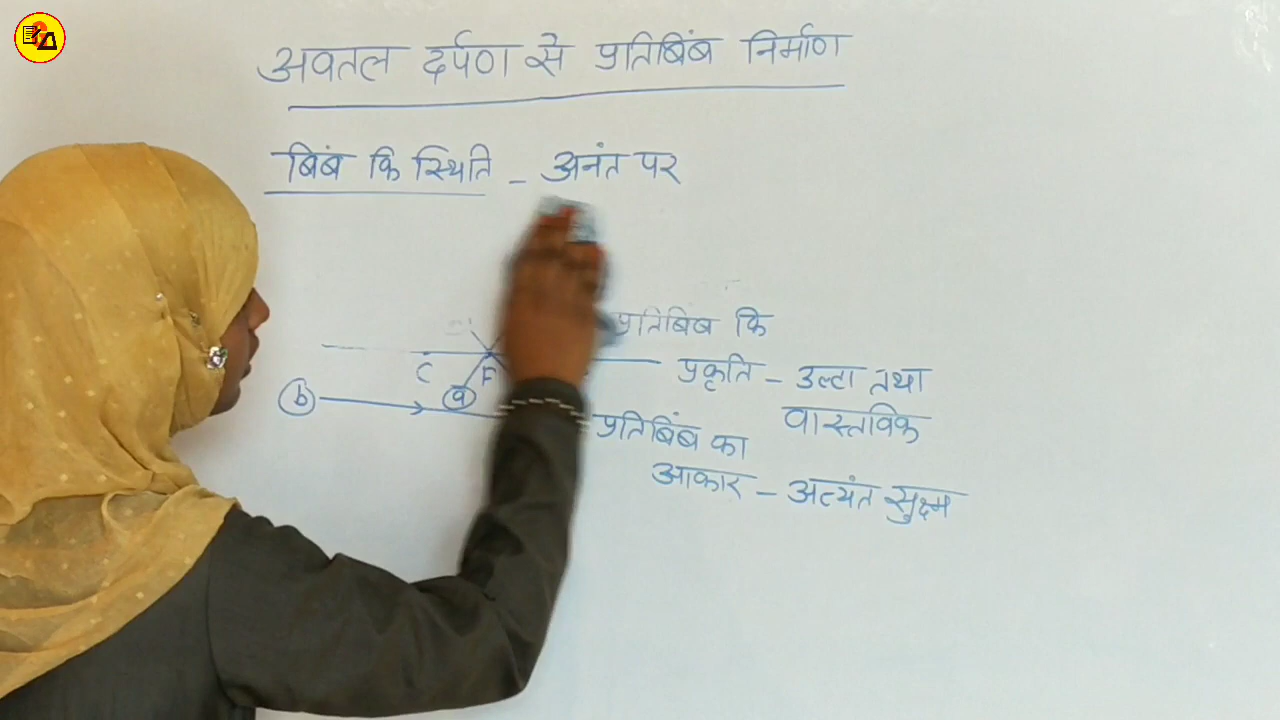 अवतल दर्पण से प्रतिबिंब निर्माण
बिंब कि स्थिति - अनंत पर
प्रतिबिंब कि
प्रकृति - उल्टा तथा
वास्तविक
C F
a
b
प्रतिबिंब का
आकार - अत्यंत सुक्ष्म